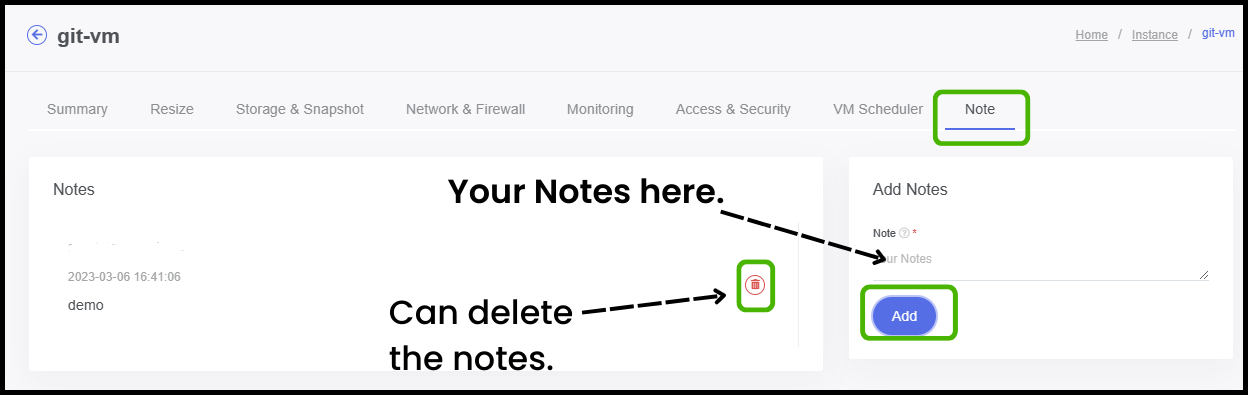 git-vm
Home / Instance / git-vm
Summary Resize Storage & Snapshot Network & Firewall Monitoring Access & Security VM Scheduler Note
Notes
Your Notes here.
2023-03-06 16:41:06
demo
Can delete
the notes.
Add Notes
Note ? *
ur Notes
Add